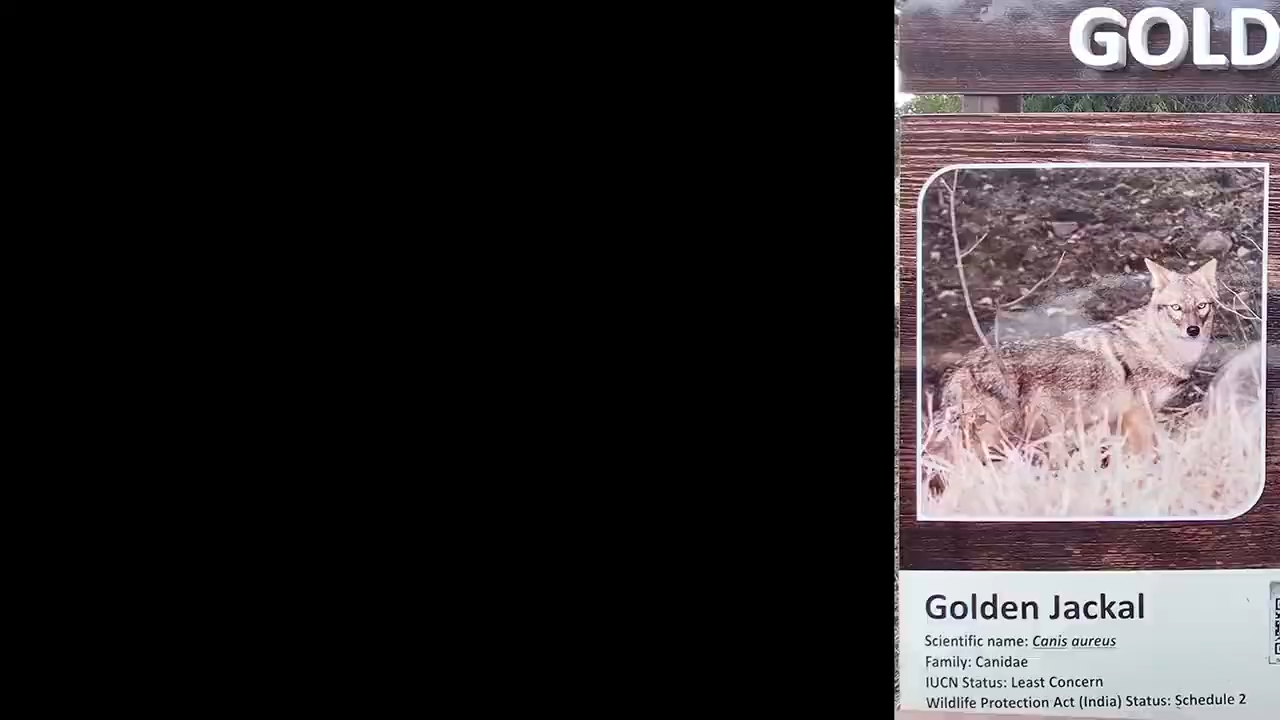 GOLD
Golden Jackal
Scientific name: Canis aureus
Family: Canidae
IUCN Status: Least Concern
Wildlife Protection Act (India) Status: Schedule 2